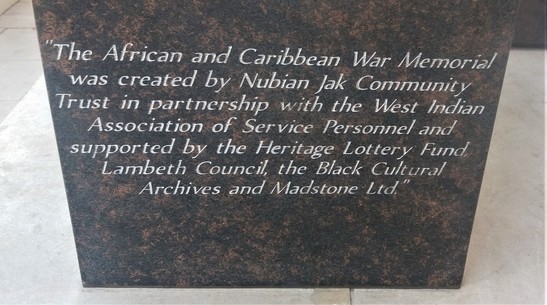 "The African and Caribbean War Memorial
was created by Nubian Jak Community
Trust in partnership with the West Indian
Association of Service Personnel and
supported by the Heritage Lottery Fund,
Lambeth Council, the Black Cultural
Archives and Madstone Ltd."